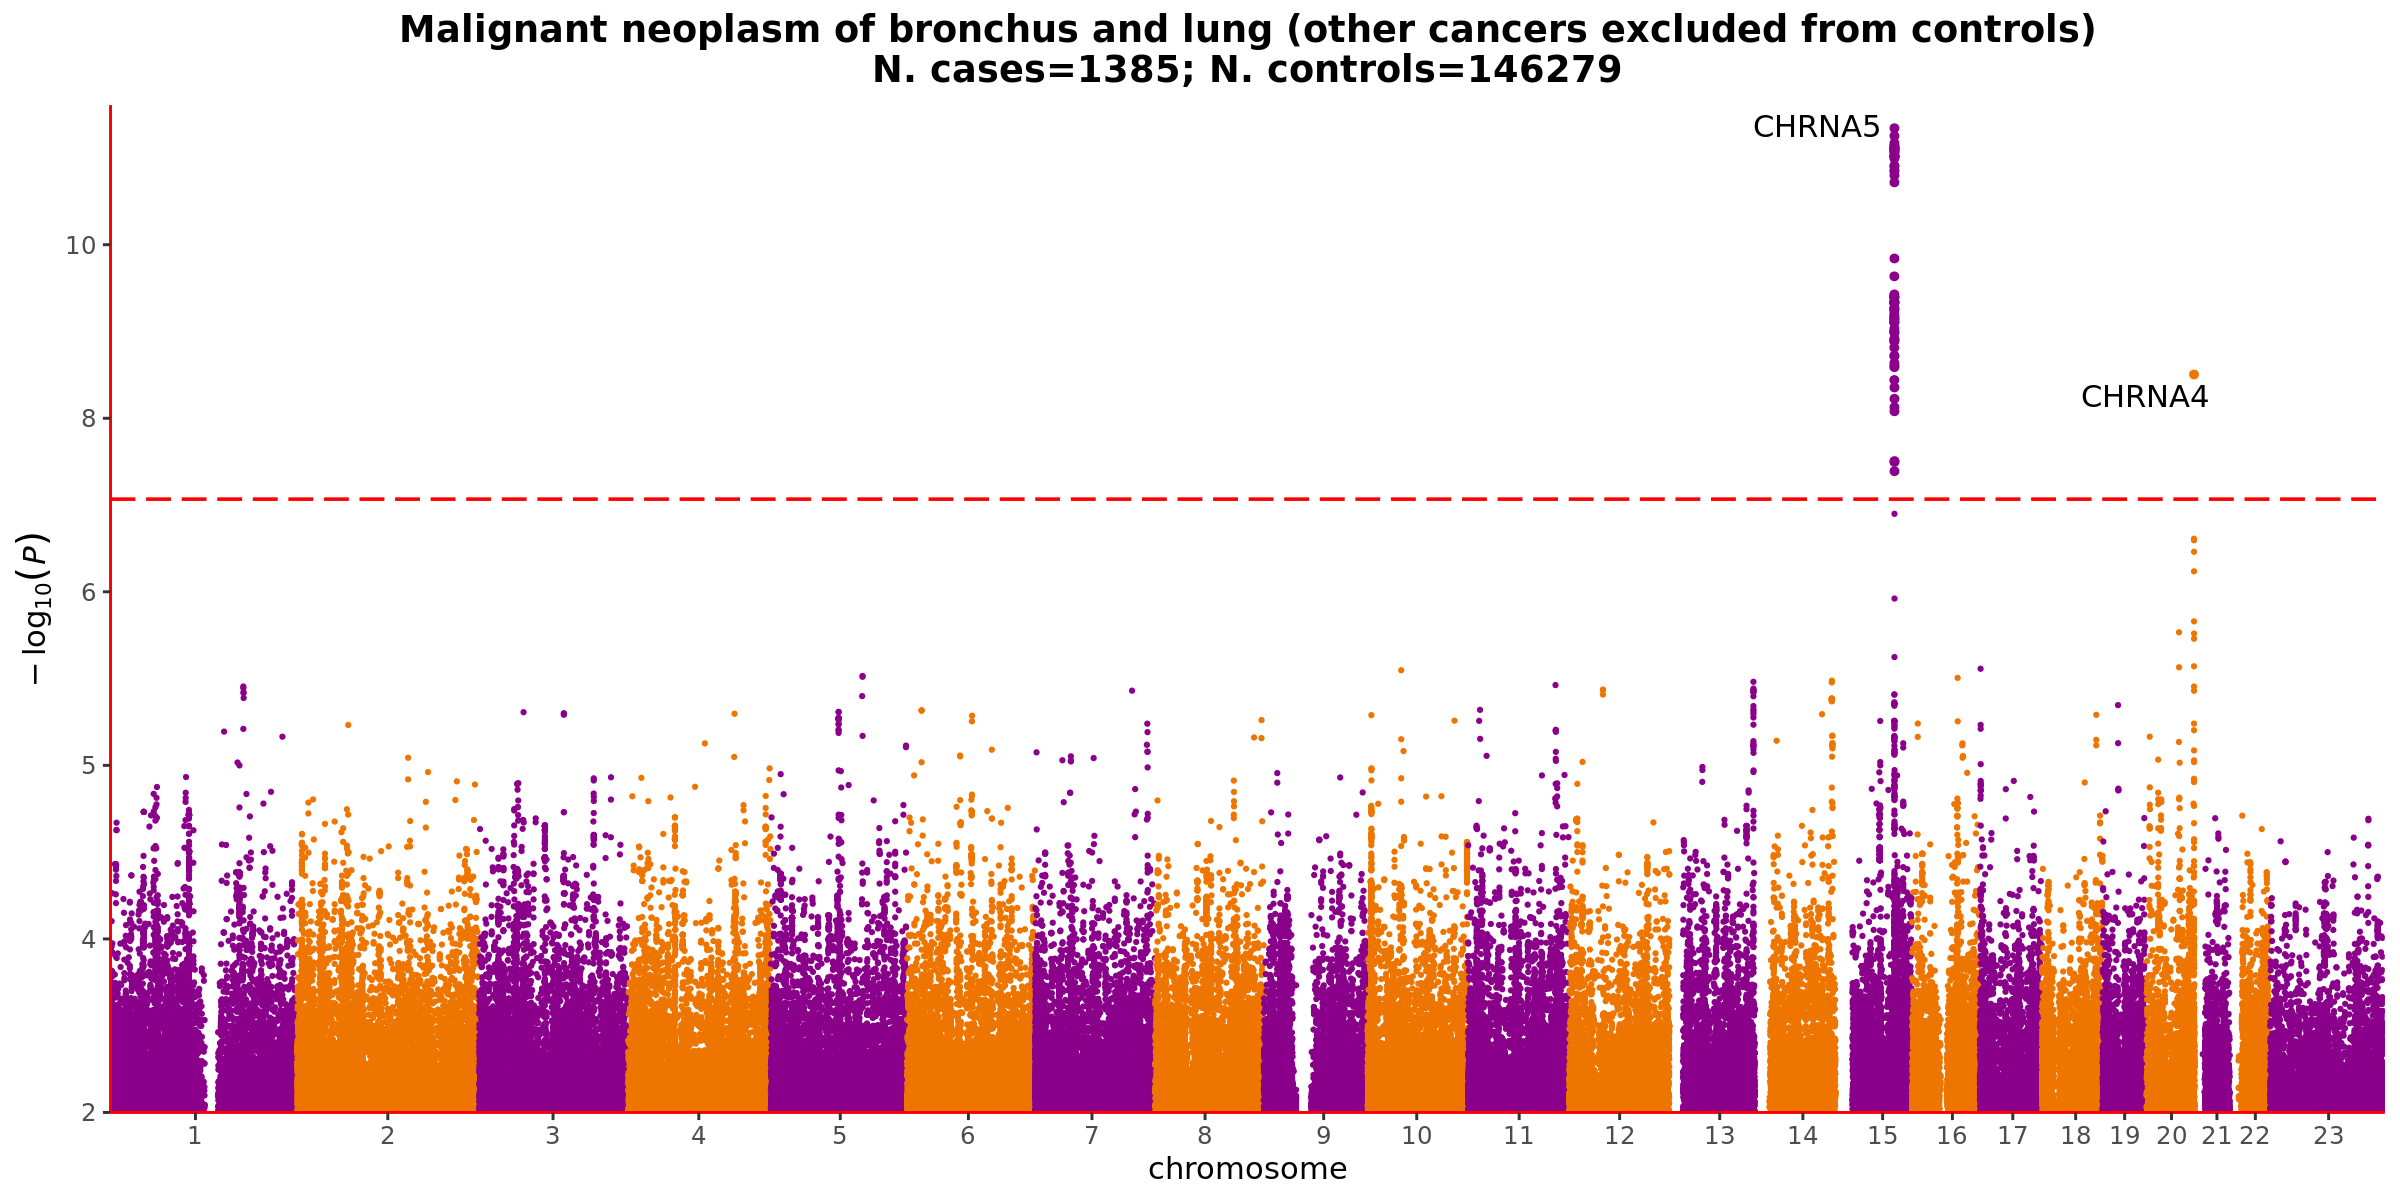 Malignant neoplasm of bronchus and lung (other cancers excluded from controls)
N. cases=1385; N. controls=146279
CHRNA5
CHRNA4
10
8
6
5
4
2
−log10(P)
1 2 3 4 5 6 7 8 9 10 11 12 13 14 15 16 17 18 19 20 21 22 23
chromosome